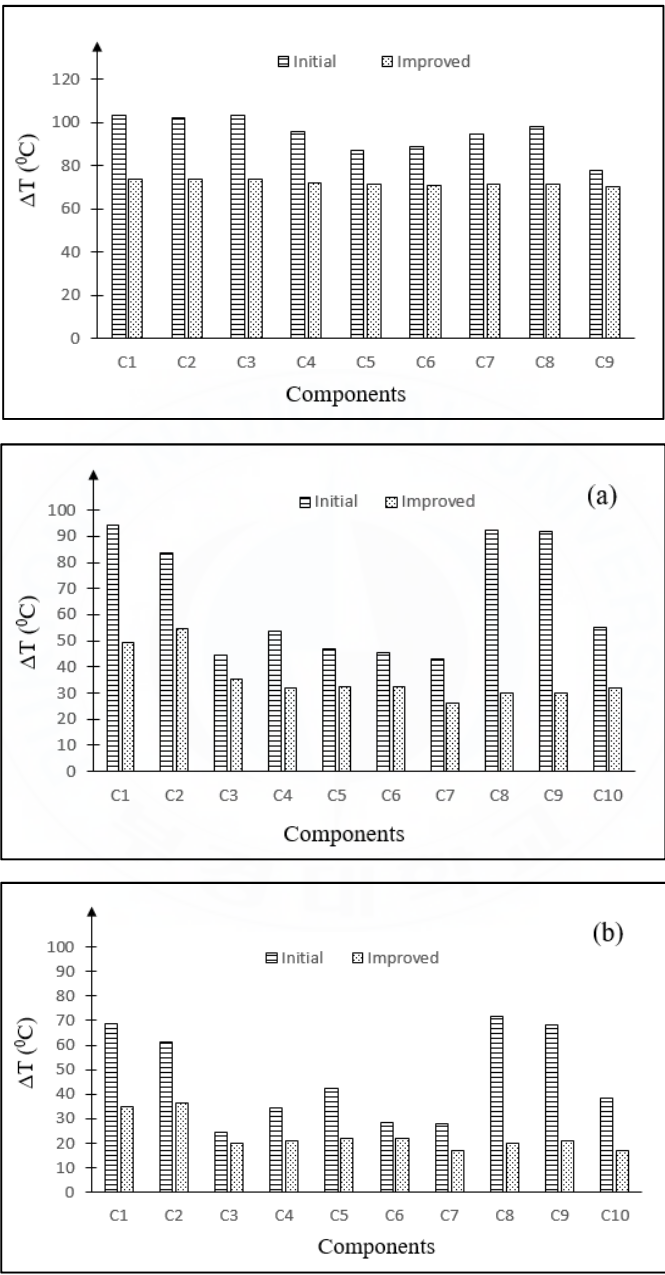 Initial Improved
120
100
80
60
40
20
0
ΔT (⁰C)
C1 C2 C3 C4 C5 C6 C7 C8 C9
Components
(a)
Initial Improved
100
90
80
70
60
50
40
30
20
10
0
ΔT (⁰C)
C1 C2 C3 C4 C5 C6 C7 C8 C9 C10
Components
(b)
Initial Improved
100
90
80
70
60
50
40
30
20
10
0
ΔT (⁰C)
C1 C2 C3 C4 C5 C6 C7 C8 C9 C10
Components